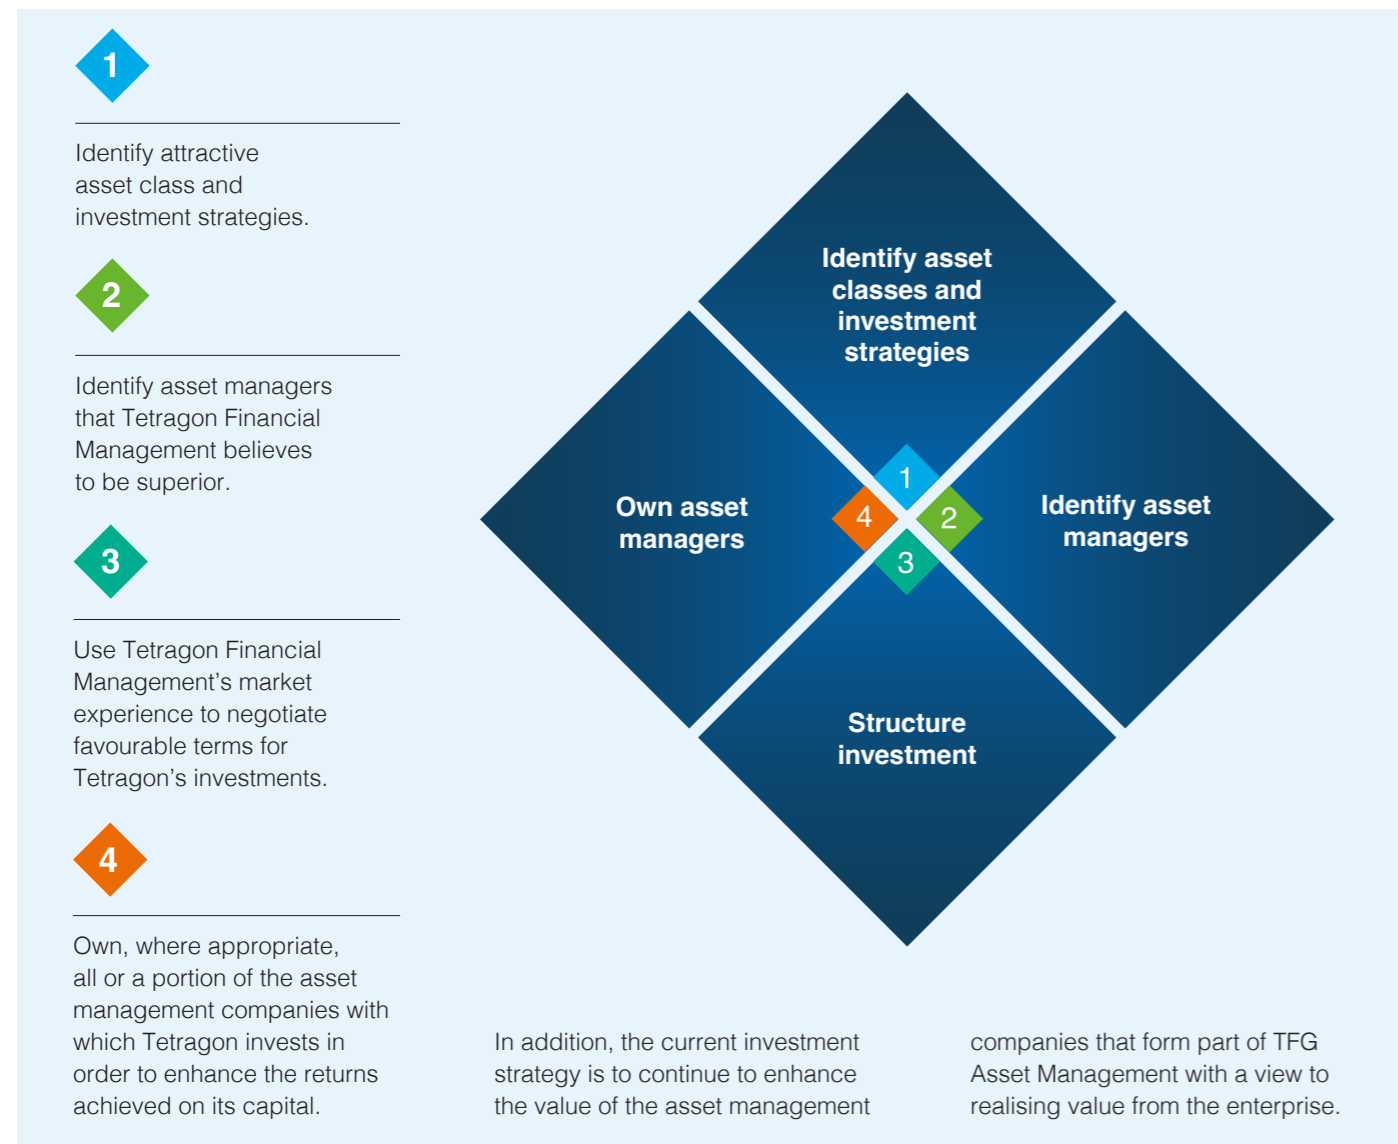 1
Identify attractive
asset class and
investment strategies.
2
Identify asset managers
that Tetragon Financial
Management believes
to be superior.
3
Use Tetragon Financial
Management’s market
experience to negotiate
favourable terms for
Tetragon’s investments.
4
Own, where appropriate,
all or a portion of the asset
management companies with
which Tetragon invests in
order to enhance the returns
achieved on its capital.
Identify asset
classes and
investment
strategies
1
Identify asset
managers
2
Structure
investment
3
Own asset
managers
4
In addition, the current investment
strategy is to continue to enhance
the value of the asset management
companies that form part of TFG
Asset Management with a view to
realising value from the enterprise.